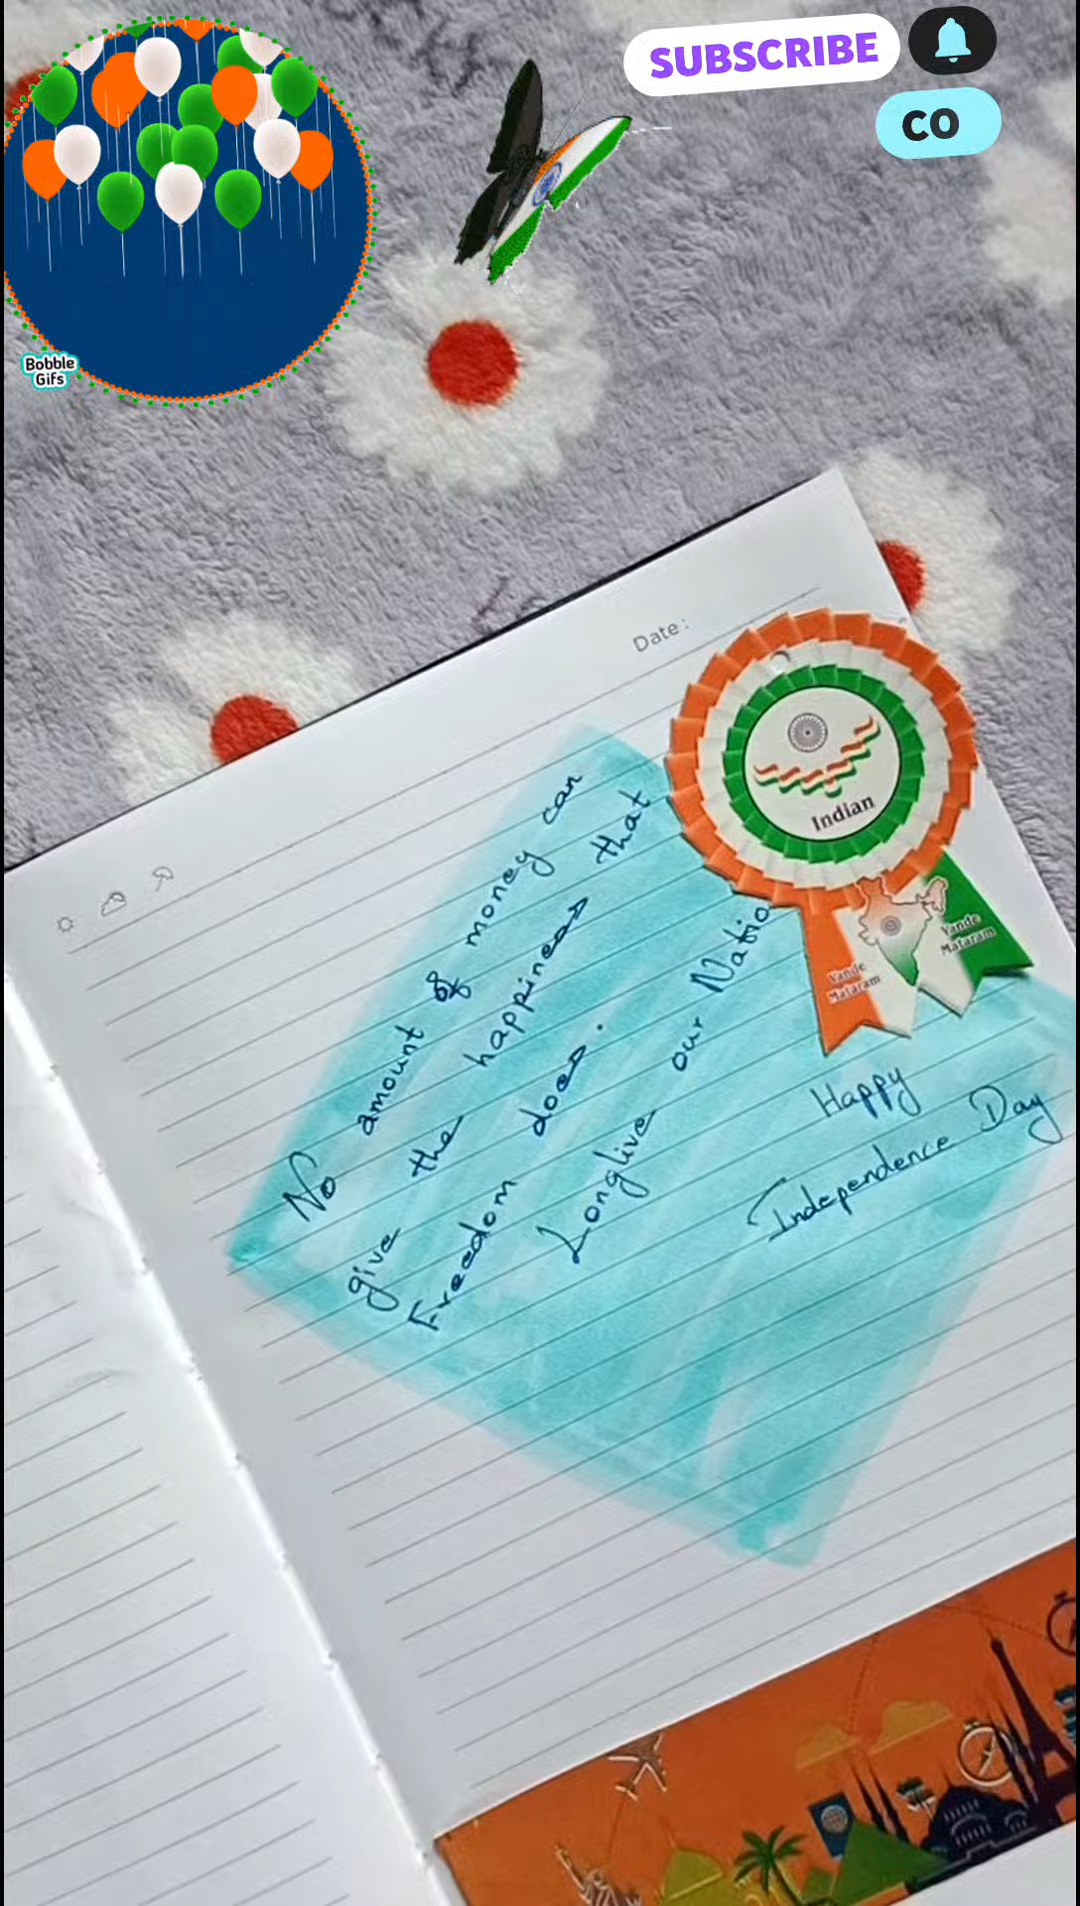 SUBSCRIBE
CO
Bobble
Gifs
Date :
Indian
Vande
Mataram
Vande
Mataram
No amount of money can
give the happiness that
Freedom does.
Longlive our Natio
Happy
Independence Day